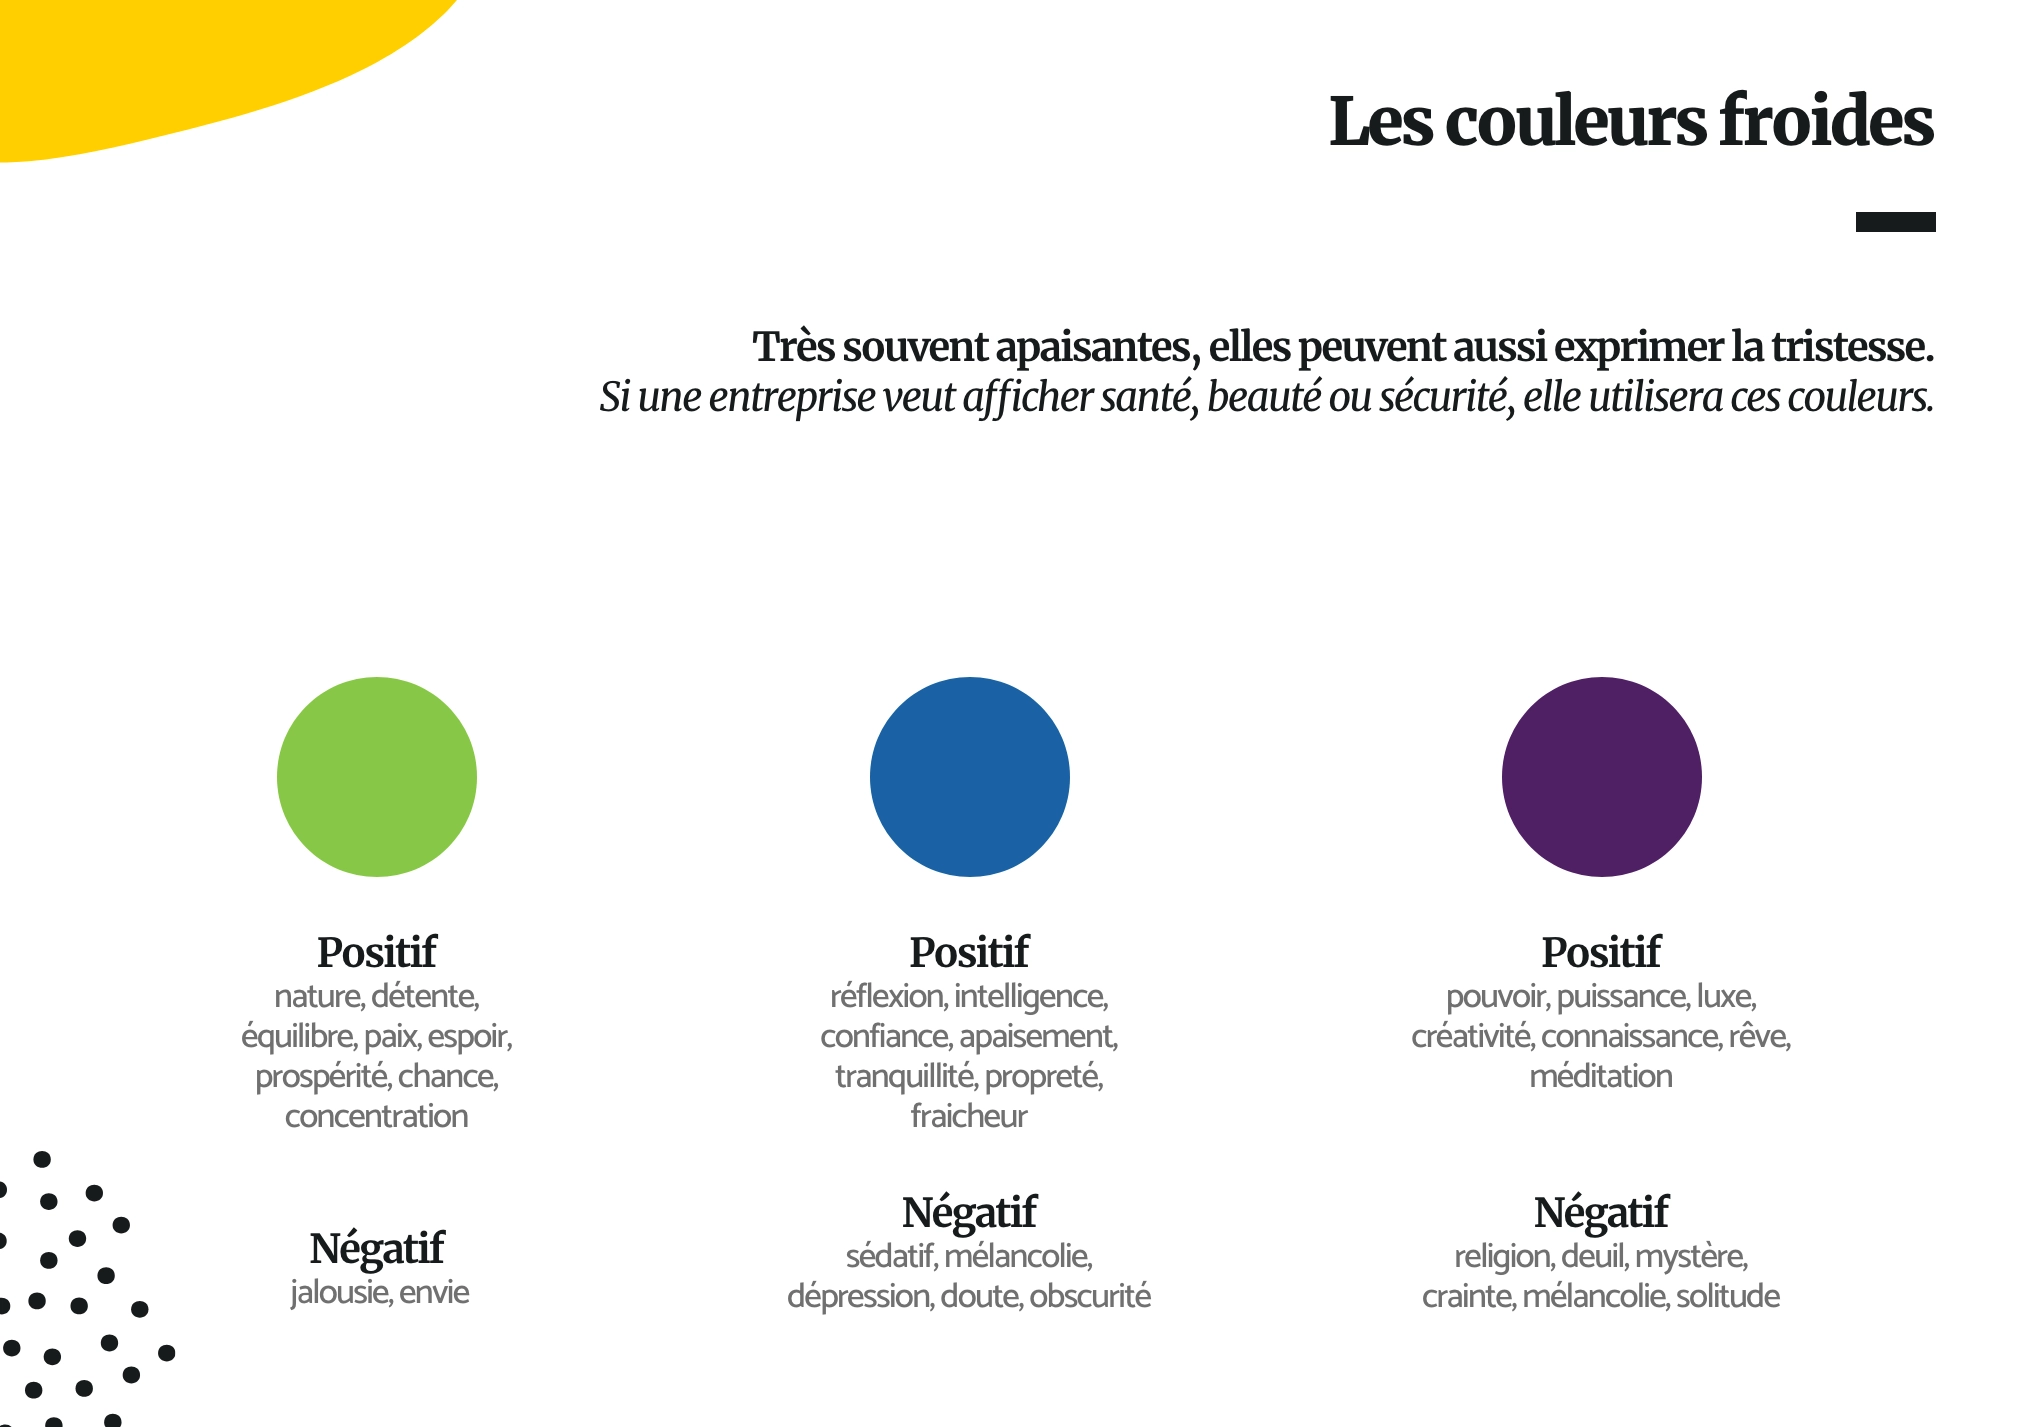 Les couleurs froides
Très souvent apaisantes, elles peuvent aussi exprimer la tristesse.
Si une entreprise veut afficher santé, beauté ou sécurité, elle utilisera ces couleurs.
Positif
nature, détente,
équilibre, paix, espoir,
prospérité, chance,
concentration
Négatif
jalousie, envie
Positif
réflexion, intelligence,
confiance, apaisement,
tranquillité, propreté,
fraicheur
Négatif
sédatif, mélancolie,
dépression, doute, obscurité
Positif
pouvoir, puissance, luxe,
créativité, connaissance, rêve,
méditation
Négatif
religion, deuil, mystère,
crainte, mélancolie, solitude